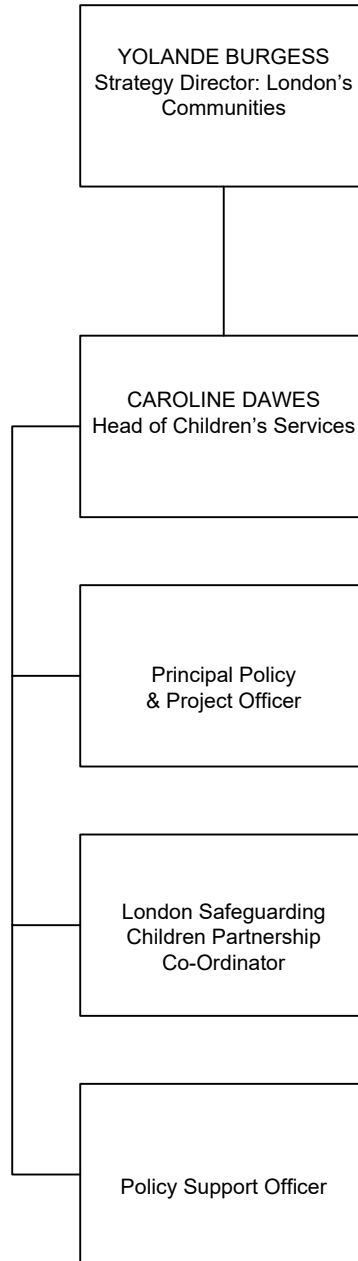 YOLANDE BURGESS
Strategy Director: London’s
Communities
CAROLINE DAWES
Head of Children’s Services
Principal Policy
& Project Officer
London Safeguarding
Children Partnership
Co-Ordinator
Policy Support Officer